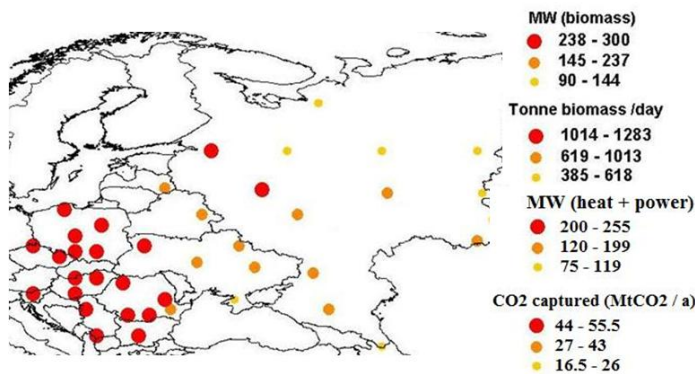 MW (biomass)
238 - 300
145 - 237
90 - 144
Tonne biomass /day
1014 - 1283
619 - 1013
385 - 618
MW (heat + power)
200 - 255
120 - 199
75 - 119
CO2 captured (MtCO2 / a)
44 - 55.5
27 - 43
16.5 - 26